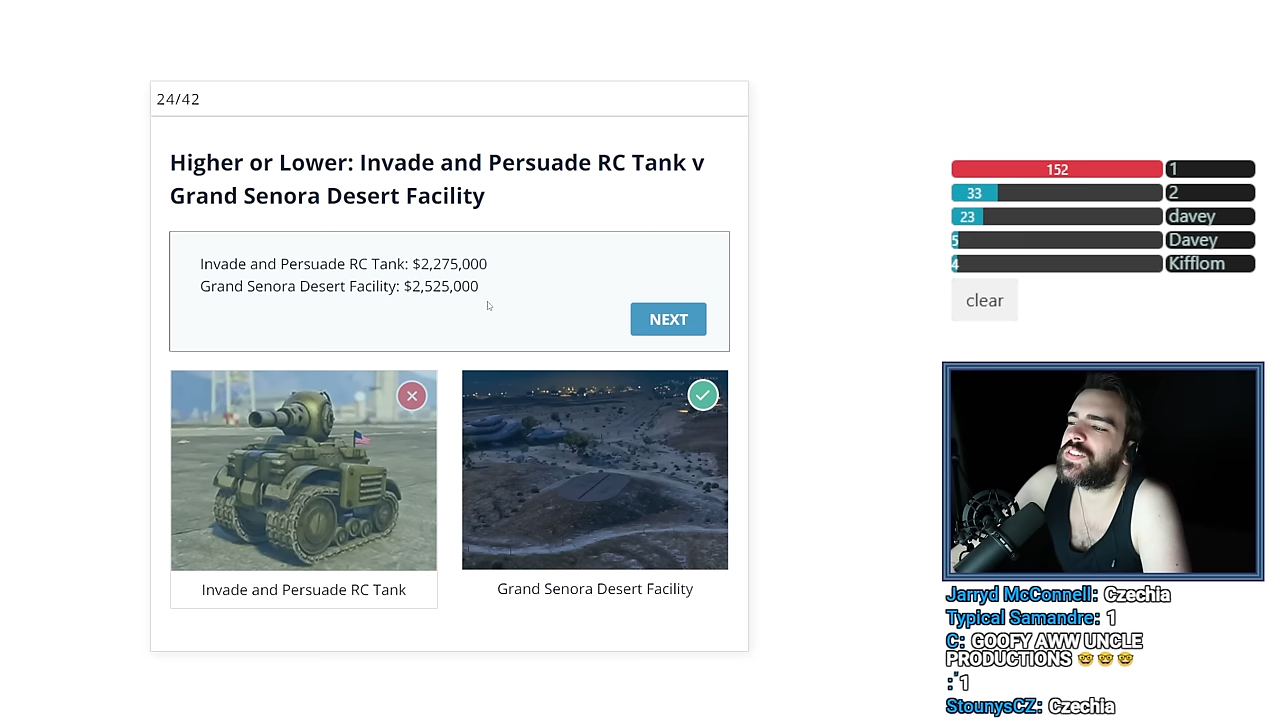 24/42
Higher or Lower: Invade and Persuade RC Tank v
Grand Senora Desert Facility
Invade and Persuade RC Tank: $2,275,000
Grand Senora Desert Facility: $2,525,000
NEXT
Invade and Persuade RC Tank
Grand Senora Desert Facility
152 1
33 2
23 davey
5 Davey
4 Kifflom
clear
Jarryd McConnell: Czechia
Typical Samandre: 1
C: GOOFY AWW UNCLE
PRODUCTIONS 🤓🤓🤓
:"1
StounysCZ: Czechia